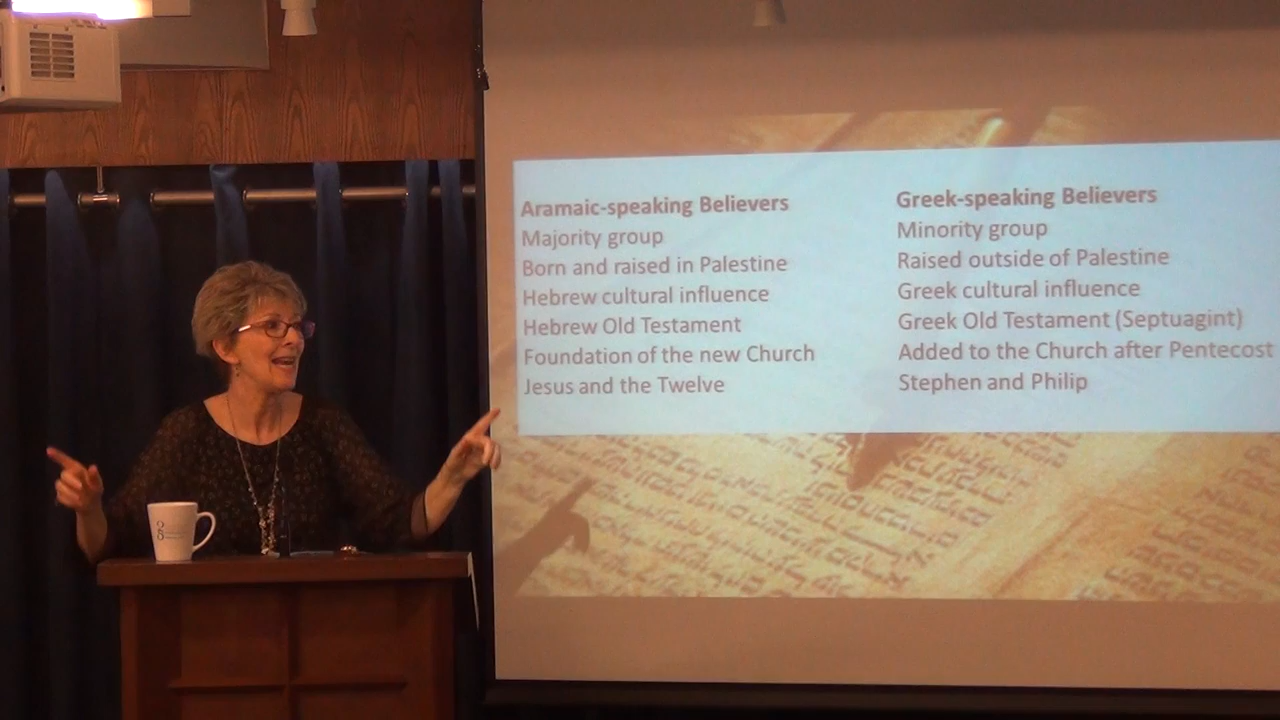 Aramaic-speaking Believers
Majority group
Born and raised in Palestine
Hebrew cultural influence
Hebrew Old Testament
Foundation of the new Church
Jesus and the Twelve
Greek-speaking Believers
Minority group
Raised outside of Palestine
Greek cultural influence
Greek Old Testament (Septuagint)
Added to the Church after Pentecost
Stephen and Philip